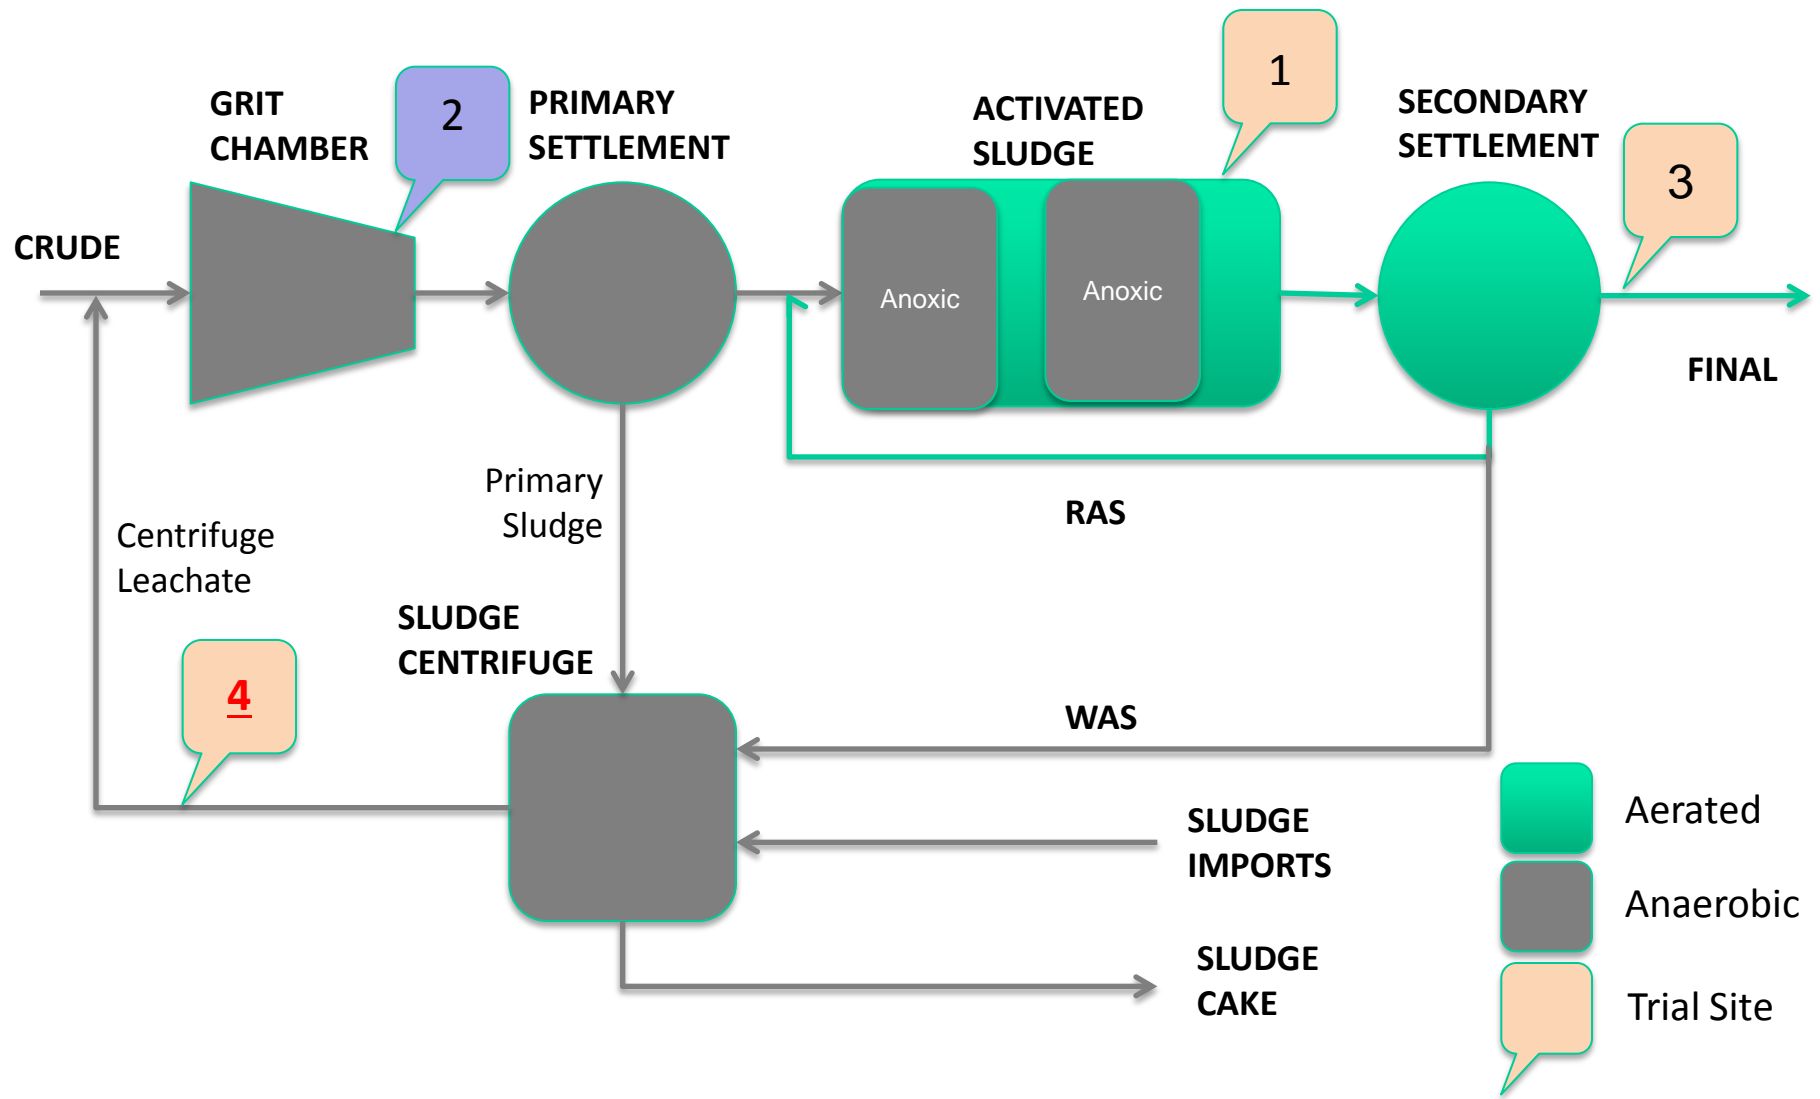 1
GRIT
CHAMBER
2
PRIMARY
SETTLEMENT
ACTIVATED
SLUDGE
SECONDARY
SETTLEMENT
3
CRUDE
Anoxic
Anoxic
FINAL
Primary
Sludge
RAS
Centrifuge
Leachate
SLUDGE
CENTRIFUGE
4
WAS
SLUDGE
IMPORTS
SLUDGE
CAKE
Aerated
Anaerobic
Trial Site